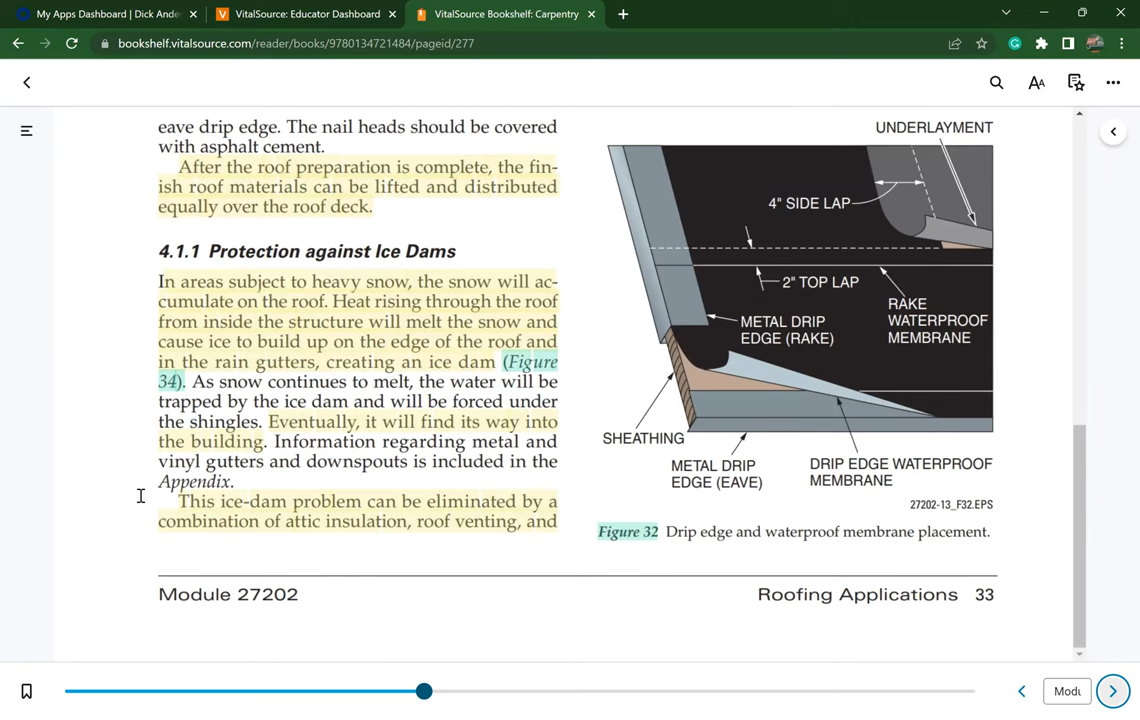 My Apps Dashboard | Dick Ander
VitalSource: Educator Dashboard
VitalSource Bookshelf: Carpentry
bookshelf.vitalsource.com/reader/books/9780134721484/pageid/277
eave drip edge. The nail heads should be covered
with asphalt cement.
After the roof preparation is complete, the fin-
ish roof materials can be lifted and distributed
equally over the roof deck.
4.1.1 Protection against Ice Dams
In areas subject to heavy snow, the snow will ac-
cumulate on the roof. Heat rising through the roof
from inside the structure will melt the snow and
cause ice to build up on the edge of the roof and
in the rain gutters, creating an ice dam (Figure
34). As snow continues to melt, the water will be
trapped by the ice dam and will be forced under
the shingles. Eventually, it will find its way into
the building. Information regarding metal and
vinyl gutters and downspouts is included in the
Appendix.
This ice-dam problem can be eliminated by a
combination of attic insulation, roof venting, and
UNDERLAYMENT
4" SIDE LAP
2" TOP LAP
RAKE
WATERPROOF
MEMBRANE
METAL DRIP
EDGE (RAKE)
SHEATHING
METAL DRIP
EDGE (EAVE)
DRIP EDGE WATERPROOF
MEMBRANE
27202-13_F32.EPS
Figure 32 Drip edge and waterproof membrane placement.
Module 27202
Roofing Applications 33
Modu